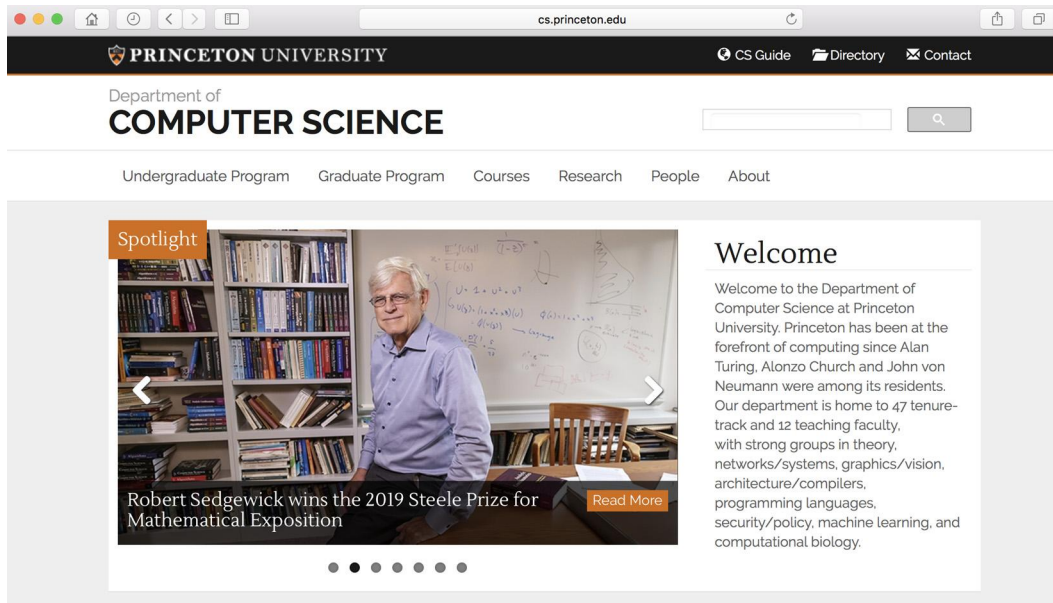 cs.princeton.edu
PRINCETON UNIVERSITY
CS Guide Directory Contact
Department of
COMPUTER SCIENCE
Undergraduate Program Graduate Program Courses Research People About
Spotlight
Robert Sedgewick wins the 2019 Steele Prize for
Mathematical Exposition
Read More
Welcome
Welcome to the Department of
Computer Science at Princeton
University. Princeton has been at the
forefront of computing since Alan
Turing, Alonzo Church and John von
Neumann were among its residents.
Our department is home to 47 tenure-
track and 12 teaching faculty,
with strong groups in theory,
networks/systems, graphics/vision,
architecture/compilers,
programming languages,
security/policy, machine learning, and
computational biology.